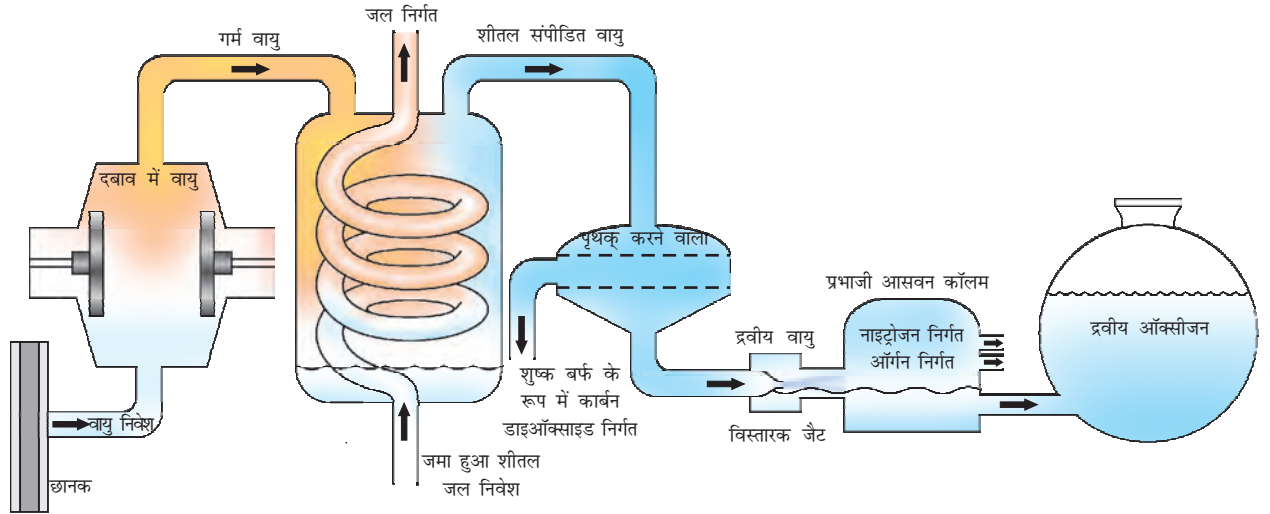 जल निर्गत
गर्म वायु
शीतल संपीडित वायु
दबाव में वायु
पृथक् करने वाला
प्रभाजी आसवन कॉलम
द्रवीय वायु
नाइट्रोजन निर्गत
ऑर्गन निर्गत
द्रवीय ऑक्सीजन
शुष्क बर्फ के
रूप में कार्बन
डाइऑक्साइड निर्गत
वायु निवेश
विस्तारक जैट
जमा हुआ शीतल
जल निवेश
छानक